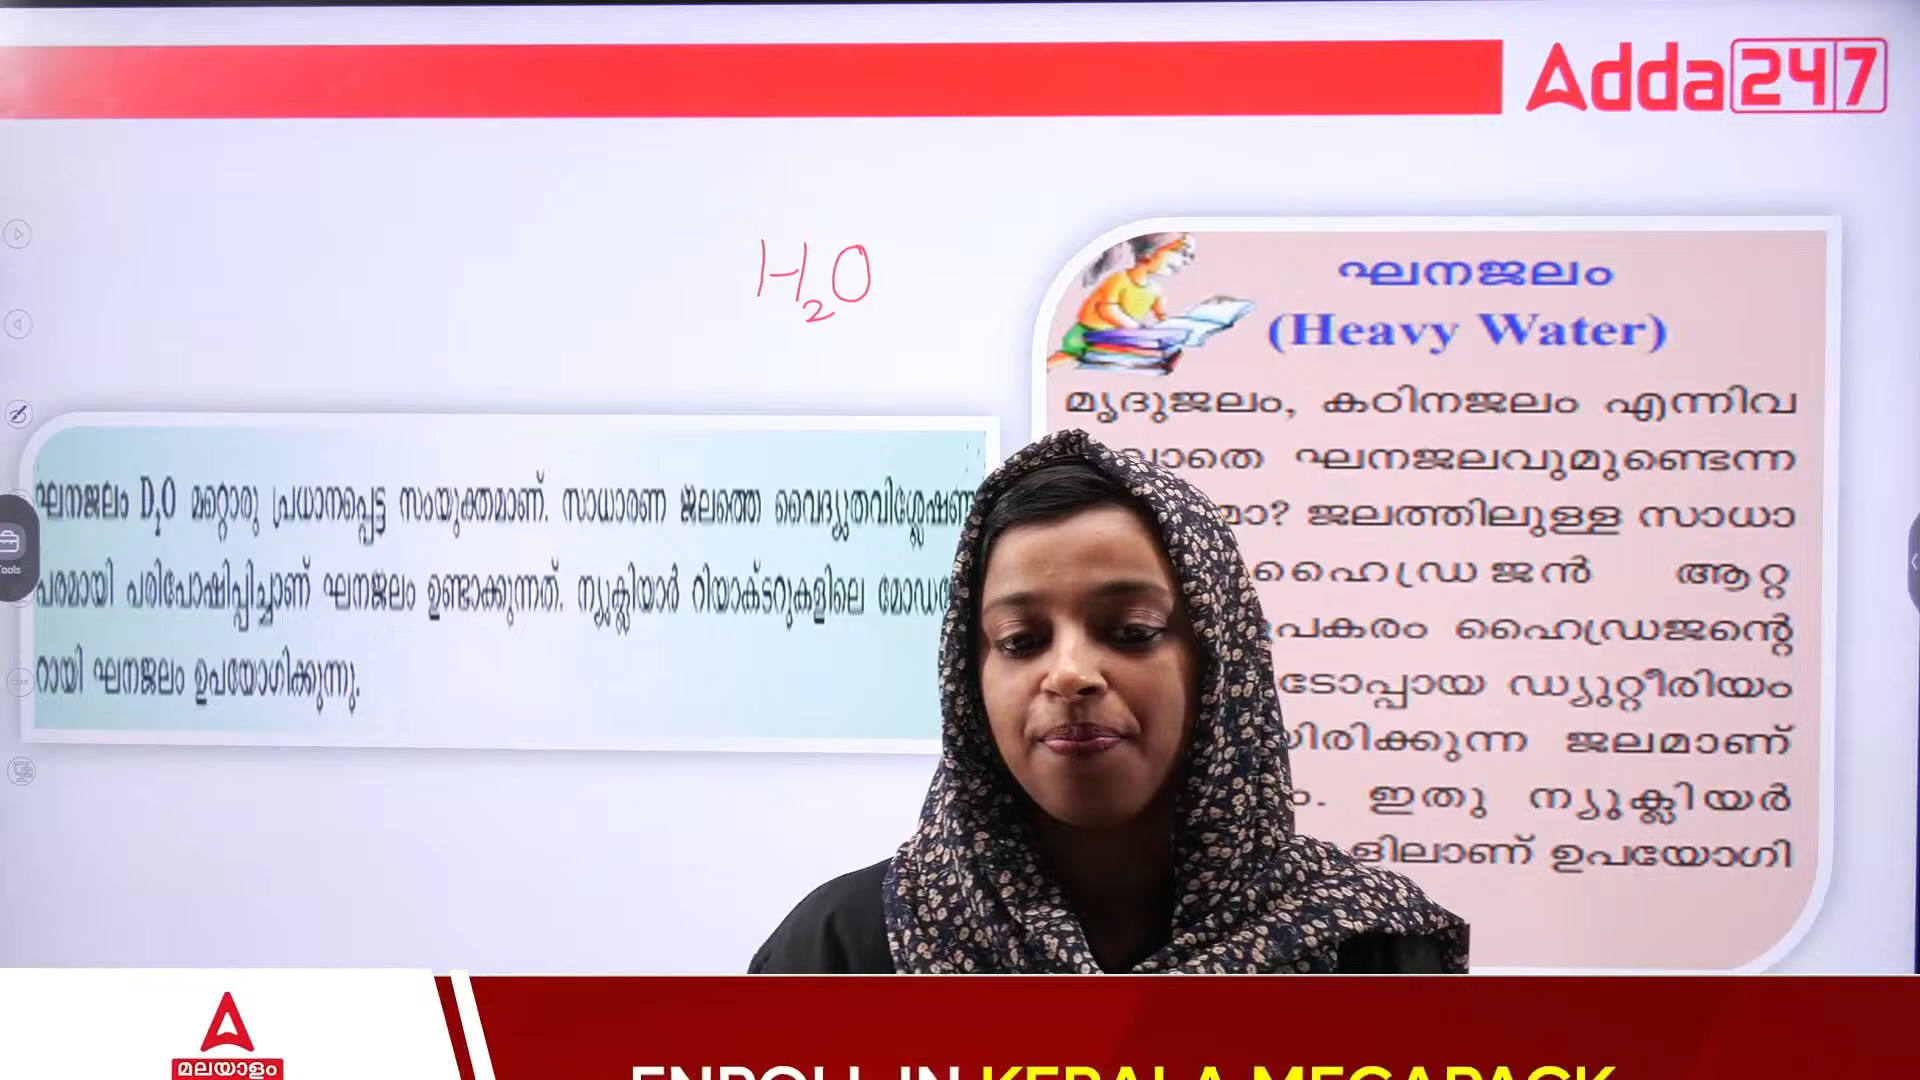 Adda247
H₂O
ഘനജലം
(Heavy Water)
മൃദുജലം, കഠിനജലം എന്നിവ
ഘനജലവുമുണ്ടെന്ന
ജലത്തിലുള്ള സാധാ
ഹൈഡ്രജൻ ആറ്റ
പകരം ഹൈഡ്രജന്റെ
ടോപ്പായ ഡ്യുറ്റീരിയം
യിരിക്കുന്ന ജലമാണ്
ഇതു ന്യൂക്ലിയർ
ളിലാണ് ഉപയോഗി
ഘനജലം D₂O മറ്റൊരു പ്രധാനപ്പെട്ട സംയുക്തമാണ്. സാധാരണ ജലത്തെ വൈദ്യുതവിശ്ലേഷണ
പരമായി പരിപോഷിപ്പിച്ചാണ് ഘനജലം ഉണ്ടാക്കുന്നത്. ന്യൂക്ലിയാർ റിയാക്ടറുകളിലെ
റായി ഘനജലം ഉപയോഗിക്കുന്നു.
Tools
മലയാളം
ENROLL IN KERALA MEGAPACK